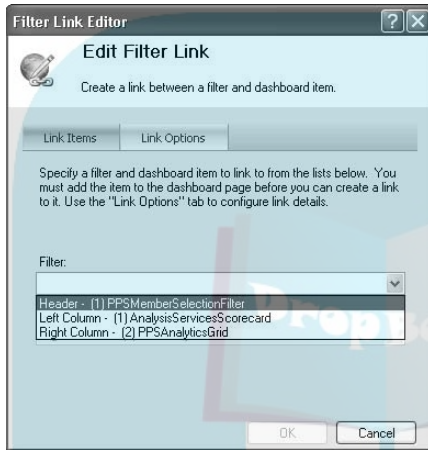 Filter Link Editor
Edit Filter Link
Create a link between a filter and dashboard item.
Link Items
Link Options
Specify a filter and dashboard item to link to from the lists below. You
must add the item to the dashboard page before you can create a link
to it. Use the "Link Options" tab to configure link details.
Filter:
Header - (1) PPSMemberSelectionFilter
Left Column - (1) AnalysisServicesScorecard
Right Column - (2) PPSAnalyticsGrid
OK
Cancel